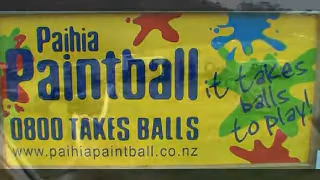 Paihia
Paintball
it takes
balls
to play!
0800 TAKES BALLS
www.paihiapaintball.co.nz